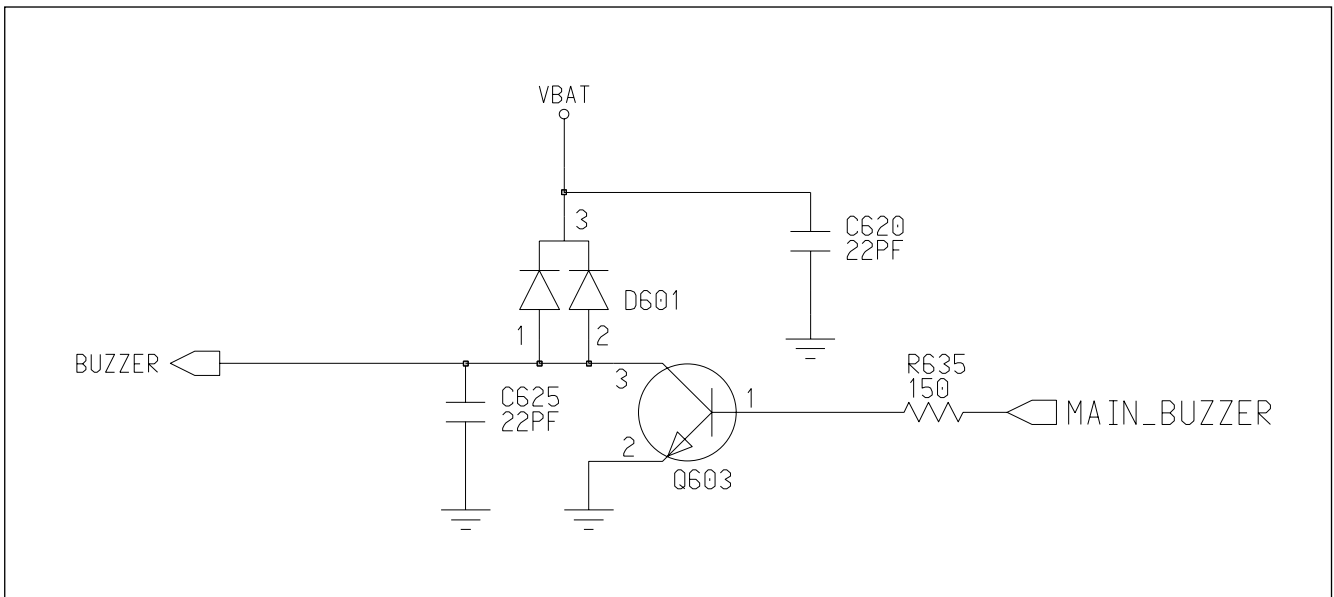 VBAT
3
C620
22PF
D601
1
2
BUZZER
3
R635
150
C625
22PF
1
MAIN_BUZZER
2
Q603